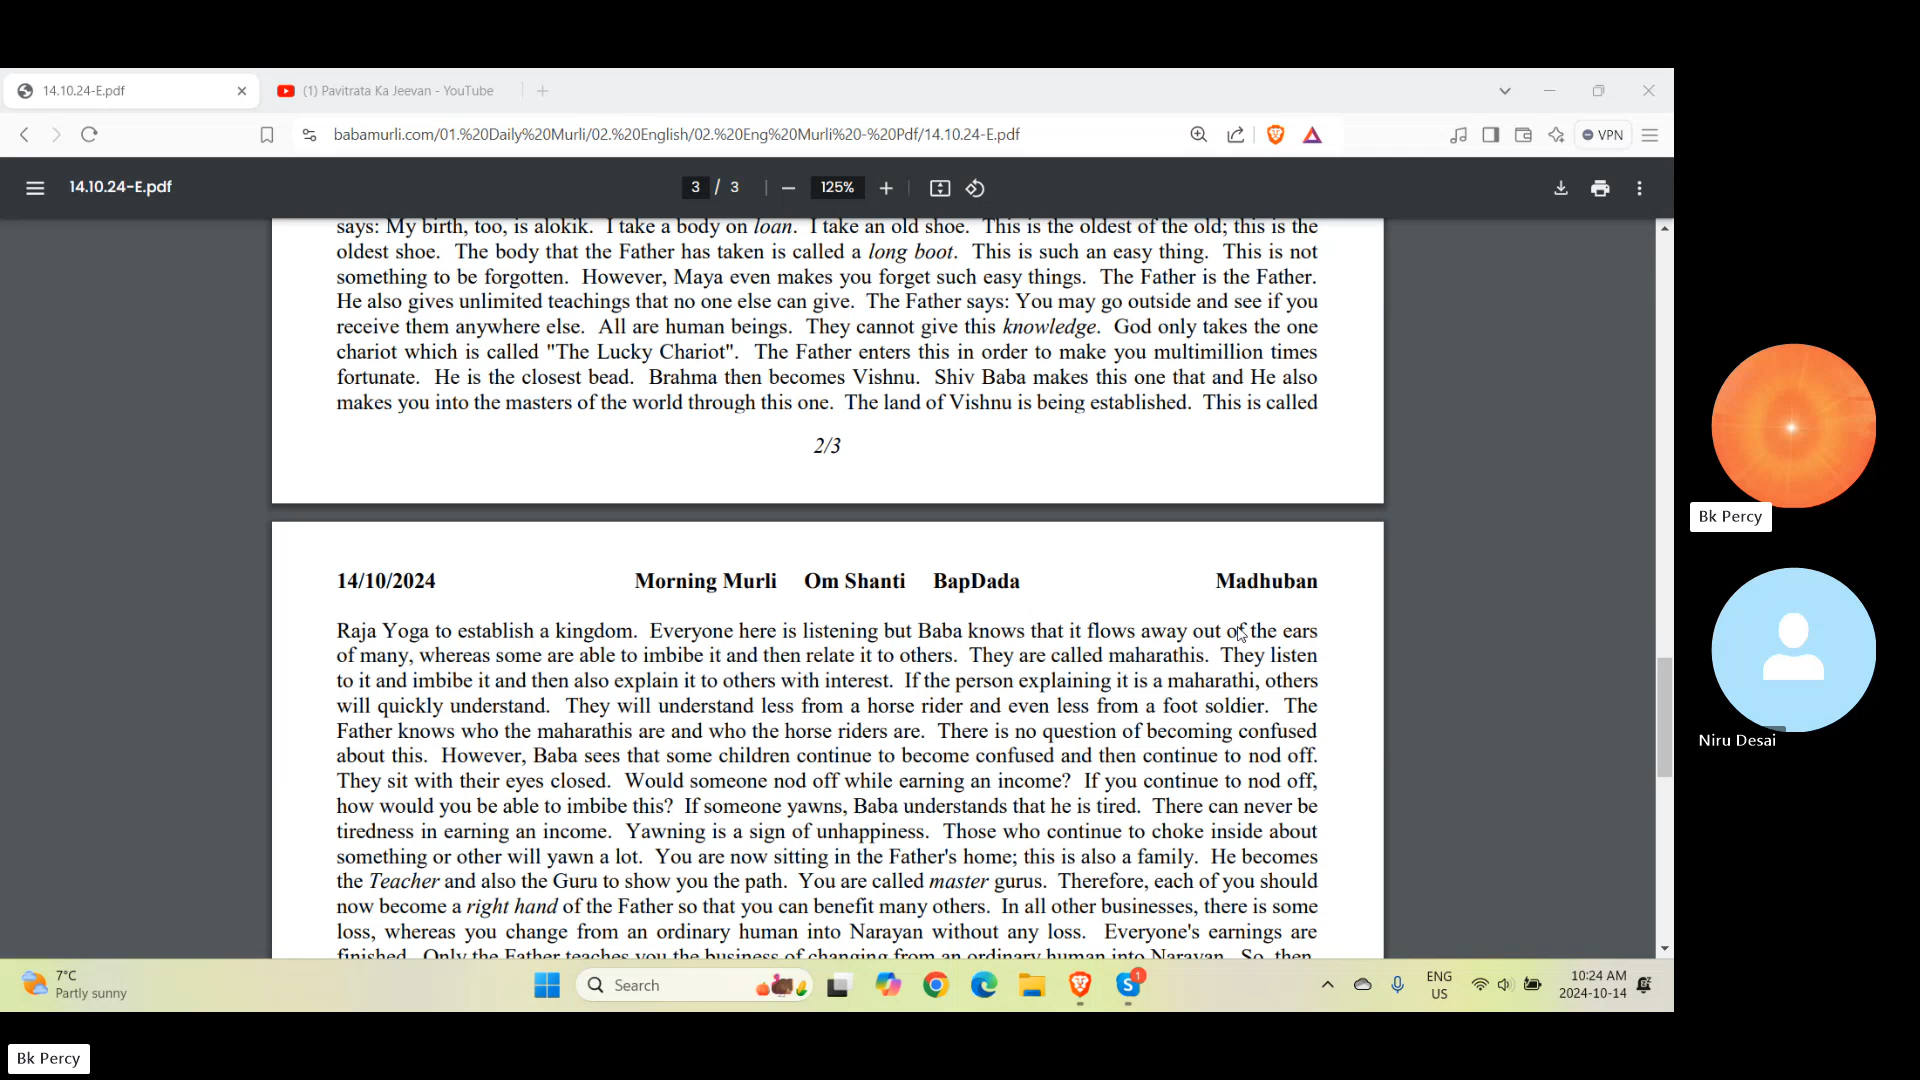 14.10.24-E.pdf
(1) Pavitrata Ka Jeevan - YouTube
babamurli.com/01.%20Daily%20Murli/02.%20English/02.%20Eng%20Murli%20-%20Pdf/14.10.24-E.pdf
VPN
14.10.24-E.pdf
3 / 3
125%
says: My birth, too, is alokik. I take a body on loan. I take an old shoe. This is the oldest of the old; this is the
oldest shoe. The body that the Father has taken is called a long boot. This is such an easy thing. This is not
something to be forgotten. However, Maya even makes you forget such easy things. The Father is the Father.
He also gives unlimited teachings that no one else can give. The Father says: You may go outside and see if you
receive them anywhere else. All are human beings. They cannot give this knowledge. God only takes the one
chariot which is called "The Lucky Chariot". The Father enters this in order to make you multimillion times
fortunate. He is the closest bead. Brahma then becomes Vishnu. Shiv Baba makes this one that and He also
makes you into the masters of the world through this one. The land of Vishnu is being established. This is called
2/3
14/10/2024 Morning Murli Om Shanti BapDada Madhuban
Raja Yoga to establish a kingdom. Everyone here is listening but Baba knows that it flows away out of the ears
of many, whereas some are able to imbibe it and then relate it to others. They are called maharathis. They listen
to it and imbibe it and then also explain it to others with interest. If the person explaining it is a maharathi, others
will quickly understand. They will understand less from a horse rider and even less from a foot soldier. The
Father knows who the maharathis are and who the horse riders are. There is no question of becoming confused
about this. However, Baba sees that some children continue to become confused and then continue to nod off.
They sit with their eyes closed. Would someone nod off while earning an income? If you continue to nod off,
how would you be able to imbibe this? If someone yawns, Baba understands that he is tired. There can never be
tiredness in earning an income. Yawning is a sign of unhappiness. Those who continue to choke inside about
something or other will yawn a lot. You are now sitting in the Father's home; this is also a family. He becomes
the Teacher and also the Guru to show you the path. You are called master gurus. Therefore, each of you should
now become a right hand of the Father so that you can benefit many others. In all other businesses, there is some
loss, whereas you change from an ordinary human into Narayan without any loss. Everyone's earnings are
finished. Only the Father teaches you the business of changing from an ordinary human into Narayan. So, then,
Bk Percy
Niru Desai
7°C
Partly sunny
Search
S
1
ENG
US
10:24 AM
2024-10-14
Bk Percy